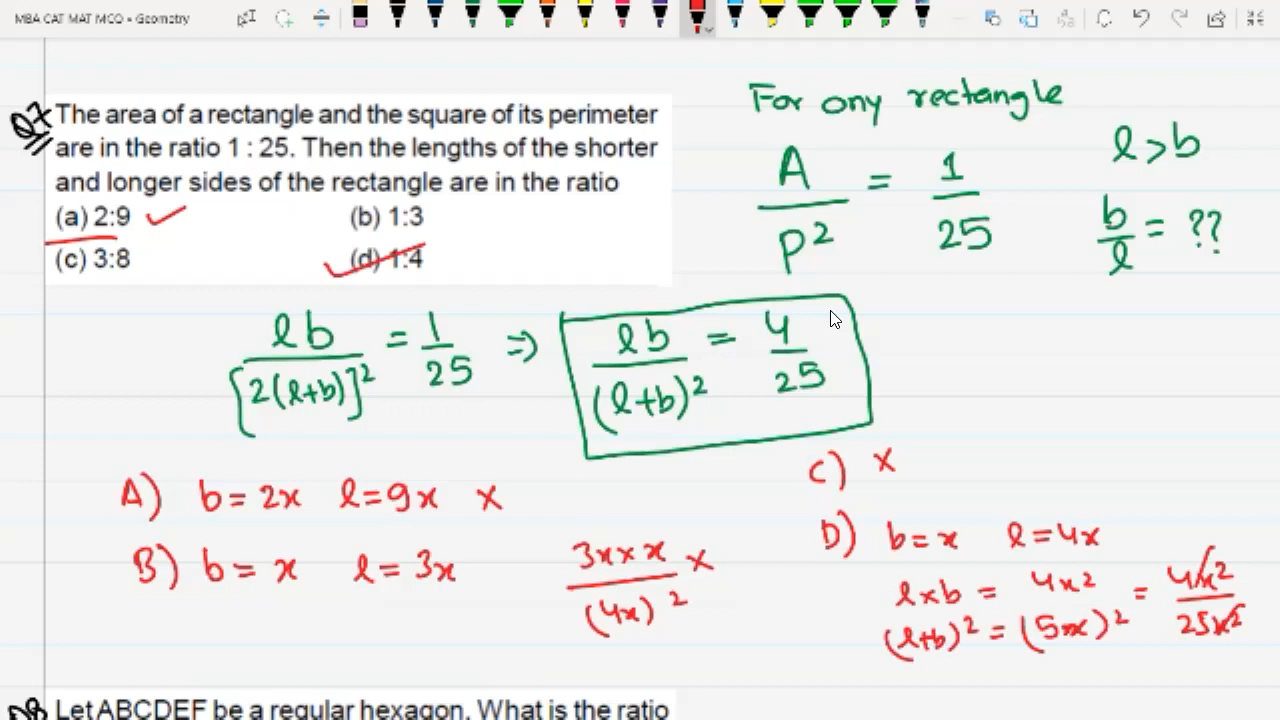 MBA CAT MAT MCQ = Geometry
Q7 The area of a rectangle and the square of its perimeter
are in the ratio 1 : 25. Then the lengths of the shorter
and longer sides of the rectangle are in the ratio
(a) 2:9 (b) 1:3
(c) 3:8 (d) 1:4
For any rectangle
A/P² = 1/25
l > b
b/l = ??
lb/[2(l+b)]² = 1/25 ⇒ lb/(l+b)² = 4/25
A) b = 2x l = 9x ×
B) b = x l = 3x 3x × x/(4x)² ×
C) ×
D) b = x l = 4x
l×b = 4x² = 4x²/25x²
(l+b)² = (5x)²
Q8 Let ABCDEF be a regular hexagon. What is the ratio